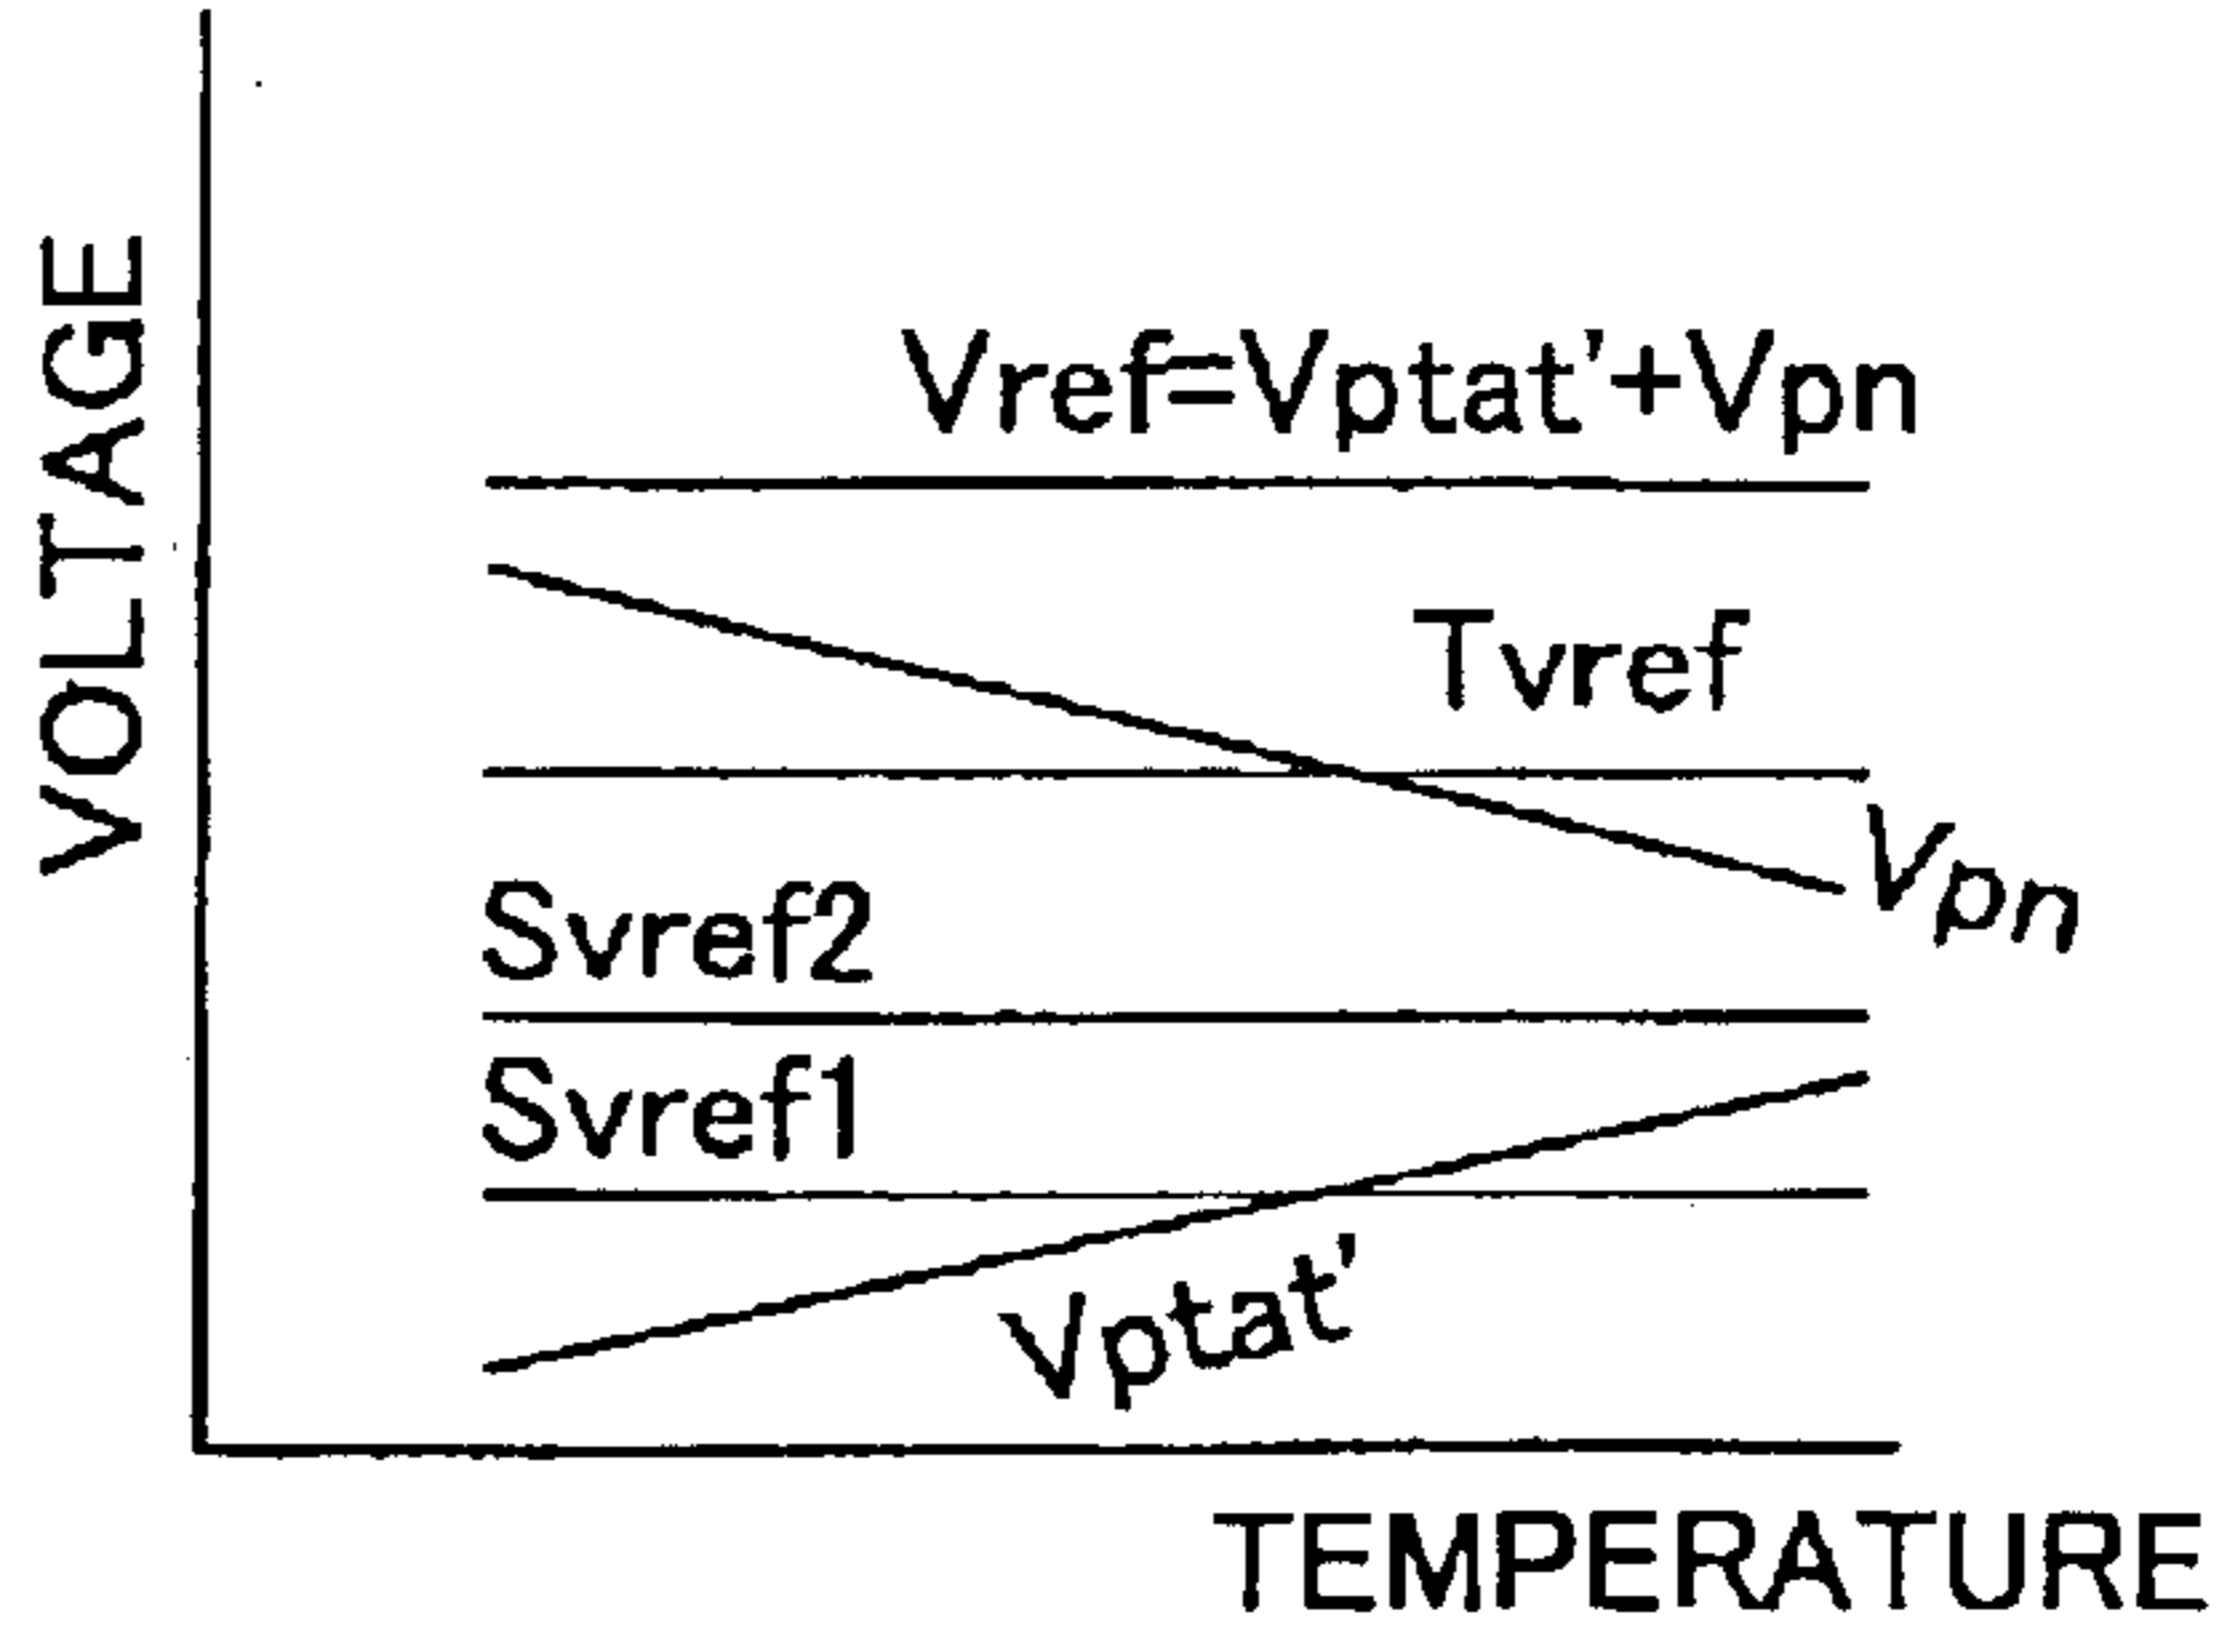 VOLTAGE
Vref=Vptat'+Vpn
Tvref
Vpn
Svref2
Svref1
Vptat'
TEMPERATURE